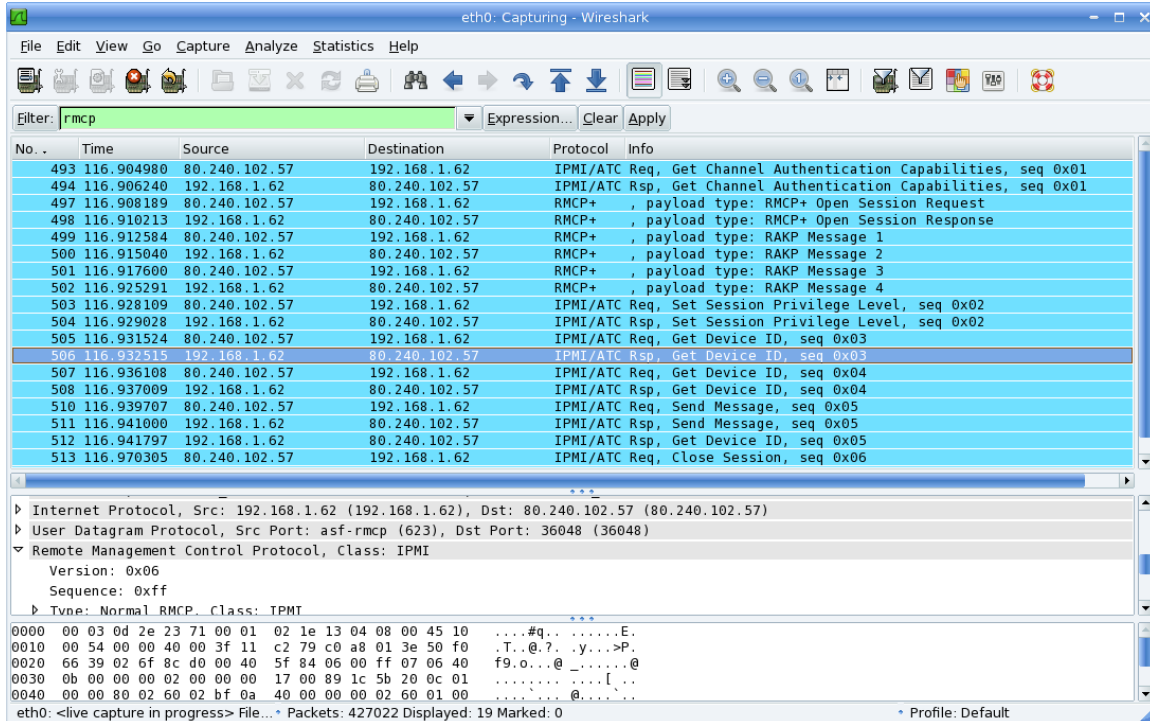 eth0: Capturing - Wireshark
File Edit View Go Capture Analyze Statistics Help
Filter: rmcp Expression... Clear Apply
No. . Time Source Destination Protocol Info
493 116.904980 80.240.102.57 192.168.1.62 IPMI/ATC Req, Get Channel Authentication Capabilities, seq 0x01
494 116.906240 192.168.1.62 80.240.102.57 IPMI/ATC Rsp, Get Channel Authentication Capabilities, seq 0x01
497 116.908189 80.240.102.57 192.168.1.62 RMCP+ , payload type: RMCP+ Open Session Request
498 116.910213 192.168.1.62 80.240.102.57 RMCP+ , payload type: RMCP+ Open Session Response
499 116.912584 80.240.102.57 192.168.1.62 RMCP+ , payload type: RAKP Message 1
500 116.915040 192.168.1.62 80.240.102.57 RMCP+ , payload type: RAKP Message 2
501 116.917600 80.240.102.57 192.168.1.62 RMCP+ , payload type: RAKP Message 3
502 116.925291 192.168.1.62 80.240.102.57 RMCP+ , payload type: RAKP Message 4
503 116.928109 80.240.102.57 192.168.1.62 IPMI/ATC Req, Set Session Privilege Level, seq 0x02
504 116.929028 192.168.1.62 80.240.102.57 IPMI/ATC Rsp, Set Session Privilege Level, seq 0x02
505 116.931524 80.240.102.57 192.168.1.62 IPMI/ATC Req, Get Device ID, seq 0x03
506 116.932515 192.168.1.62 80.240.102.57 IPMI/ATC Rsp, Get Device ID, seq 0x03
507 116.936108 80.240.102.57 192.168.1.62 IPMI/ATC Req, Get Device ID, seq 0x04
508 116.937009 192.168.1.62 80.240.102.57 IPMI/ATC Rsp, Get Device ID, seq 0x04
510 116.939707 80.240.102.57 192.168.1.62 IPMI/ATC Req, Send Message, seq 0x05
511 116.941000 192.168.1.62 80.240.102.57 IPMI/ATC Rsp, Send Message, seq 0x05
512 116.941797 192.168.1.62 80.240.102.57 IPMI/ATC Rsp, Get Device ID, seq 0x05
513 116.970305 80.240.102.57 192.168.1.62 IPMI/ATC Req, Close Session, seq 0x06
Internet Protocol, Src: 192.168.1.62 (192.168.1.62), Dst: 80.240.102.57 (80.240.102.57)
User Datagram Protocol, Src Port: asf-rmcp (623), Dst Port: 36048 (36048)
Remote Management Control Protocol, Class: IPMI
Version: 0x06
Sequence: 0xff
Type: Normal RMCP, Class: IPMI
0000 00 03 0d 2e 23 71 00 01 02 1e 13 04 08 00 45 10 ....#q.. ......E.
0010 00 54 00 00 40 00 3f 11 c2 79 c0 a8 01 3e 50 f0 .T..@.?. .y...>P.
0020 66 39 02 6f 8c d0 00 40 5f 84 06 00 ff 07 06 40 f9.o...@ _......@
0030 0b 00 00 00 02 00 00 00 17 00 89 1c 5b 20 0c 01 ........ ....[ ..
0040 00 00 80 02 60 02 bf 0a 40 00 00 00 02 60 01 00 ....`... @....`..
eth0: <live capture in progress> File... Packets: 427022 Displayed: 19 Marked: 0 Profile: Default